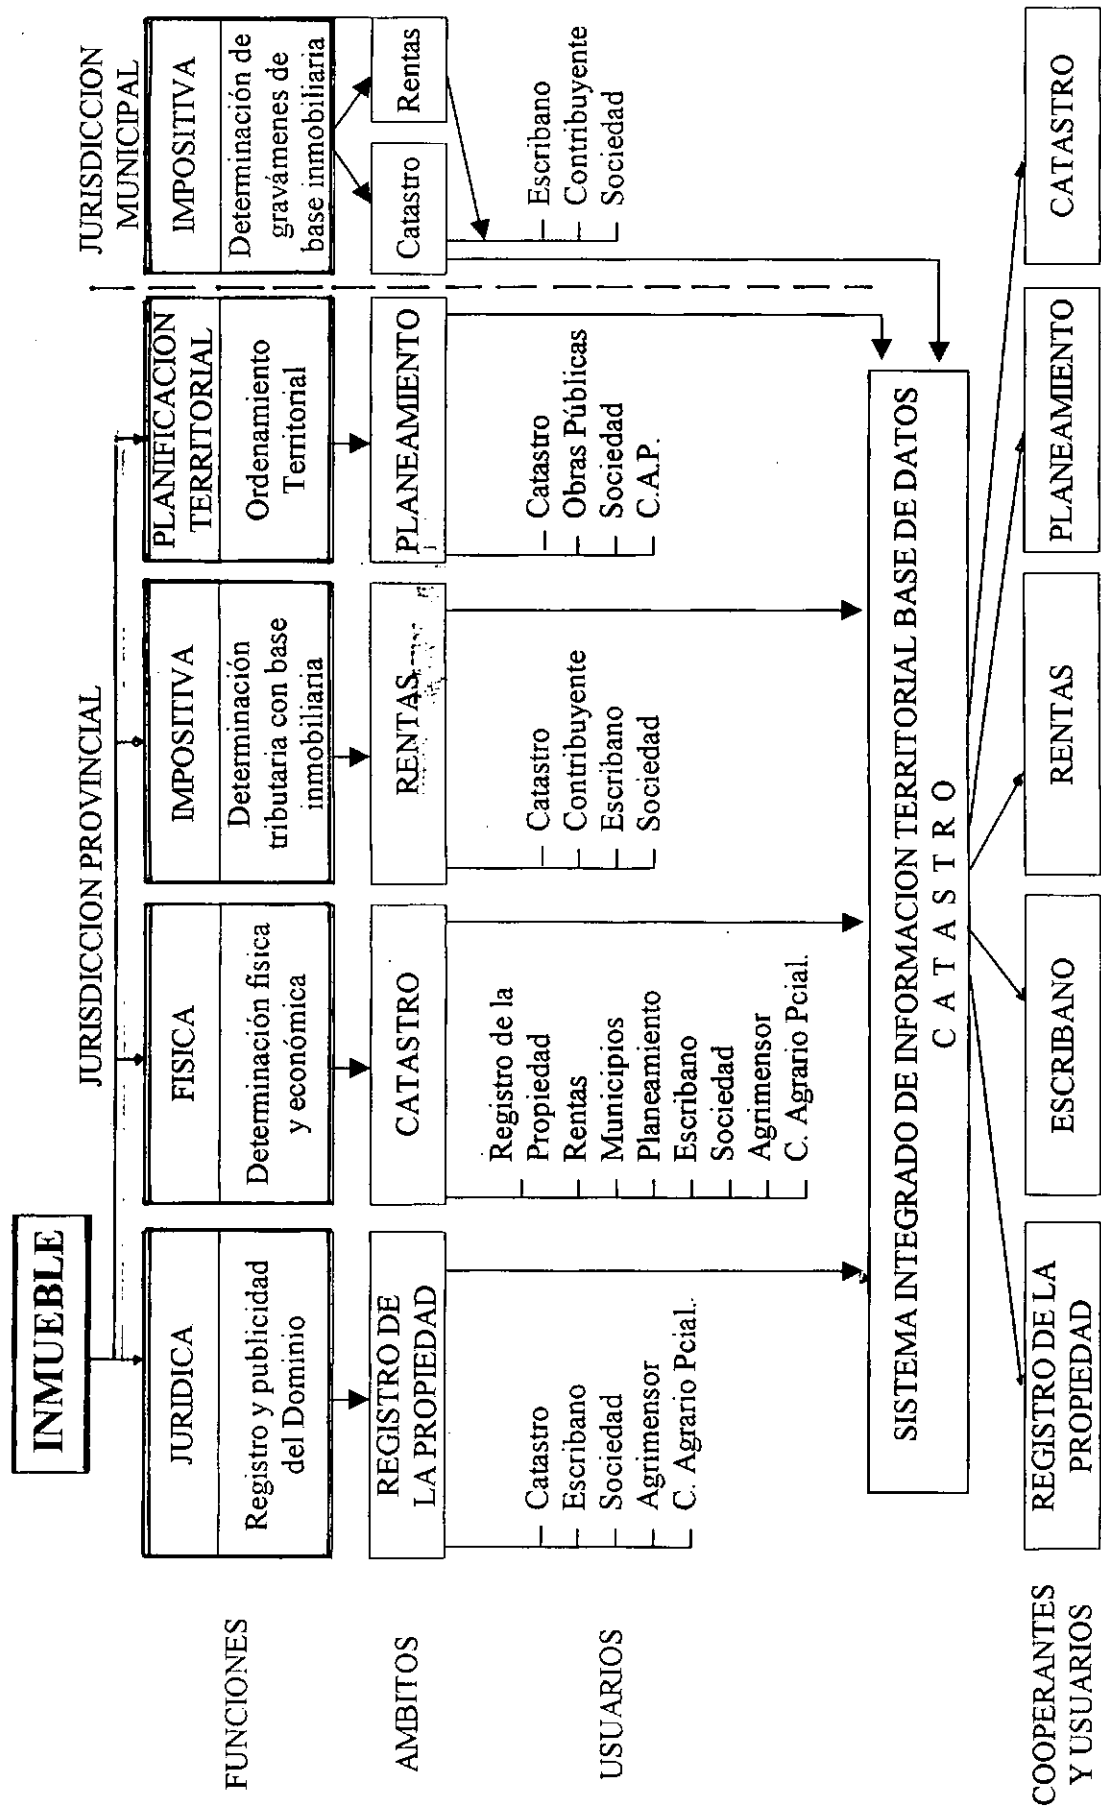 INMUEBLE
JURISDICCION PROVINCIAL
JURISDICCION
MUNICIPAL
FUNCIONES
JURIDICA
Registro y publicidad
del Dominio
FISICA
Determinación física
y económica
IMPOSITIVA
Determinación
tributaria con base
inmobiliaria
PLANIFICACION
TERRITORIAL
Ordenamiento
Territorial
IMPOSITIVA
Determinación de
gravámenes de
base inmobiliaria
AMBITOS
REGISTRO DE
LA PROPIEDAD
CATASTRO
RENTAS
PLANEAMIENTO
Catastro
Rentas
USUARIOS
Catastro
Escribano
Sociedad
Agrimensor
C. Agrario Pcial.
Registro de la
Propiedad
Rentas
Municipios
Planeamiento
Escribano
Sociedad
Agrimensor
C. Agrario Pcial.
Catastro
Contribuyente
Escribano
Sociedad
Catastro
Obras Públicas
Sociedad
C.A.P.
Escribano
Contribuyente
Sociedad
SISTEMA INTEGRADO DE INFORMACION TERRITORIAL BASE DE DATOS
C A T A S T R O
COOPERANTES
Y USUARIOS
REGISTRO DE LA
PROPIEDAD
ESCRIBANO
RENTAS
PLANEAMIENTO
CATASTRO